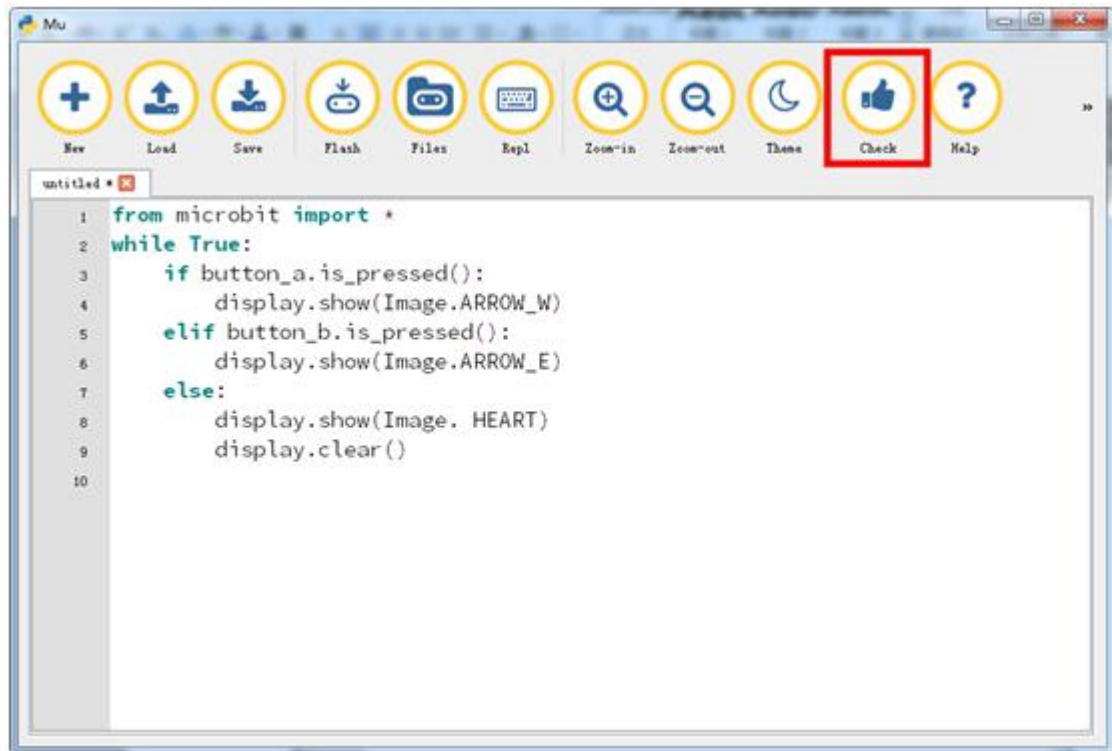 Mu
New Load Save Flash Files Repl Zoom-in Zoom-out Theme Check Help
?
»
untitled *
1 from microbit import *
2 while True:
3     if button_a.is_pressed():
4         display.show(Image.ARROW_W)
5     elif button_b.is_pressed():
6         display.show(Image.ARROW_E)
7     else:
8         display.show(Image. HEART)
9         display.clear()
10